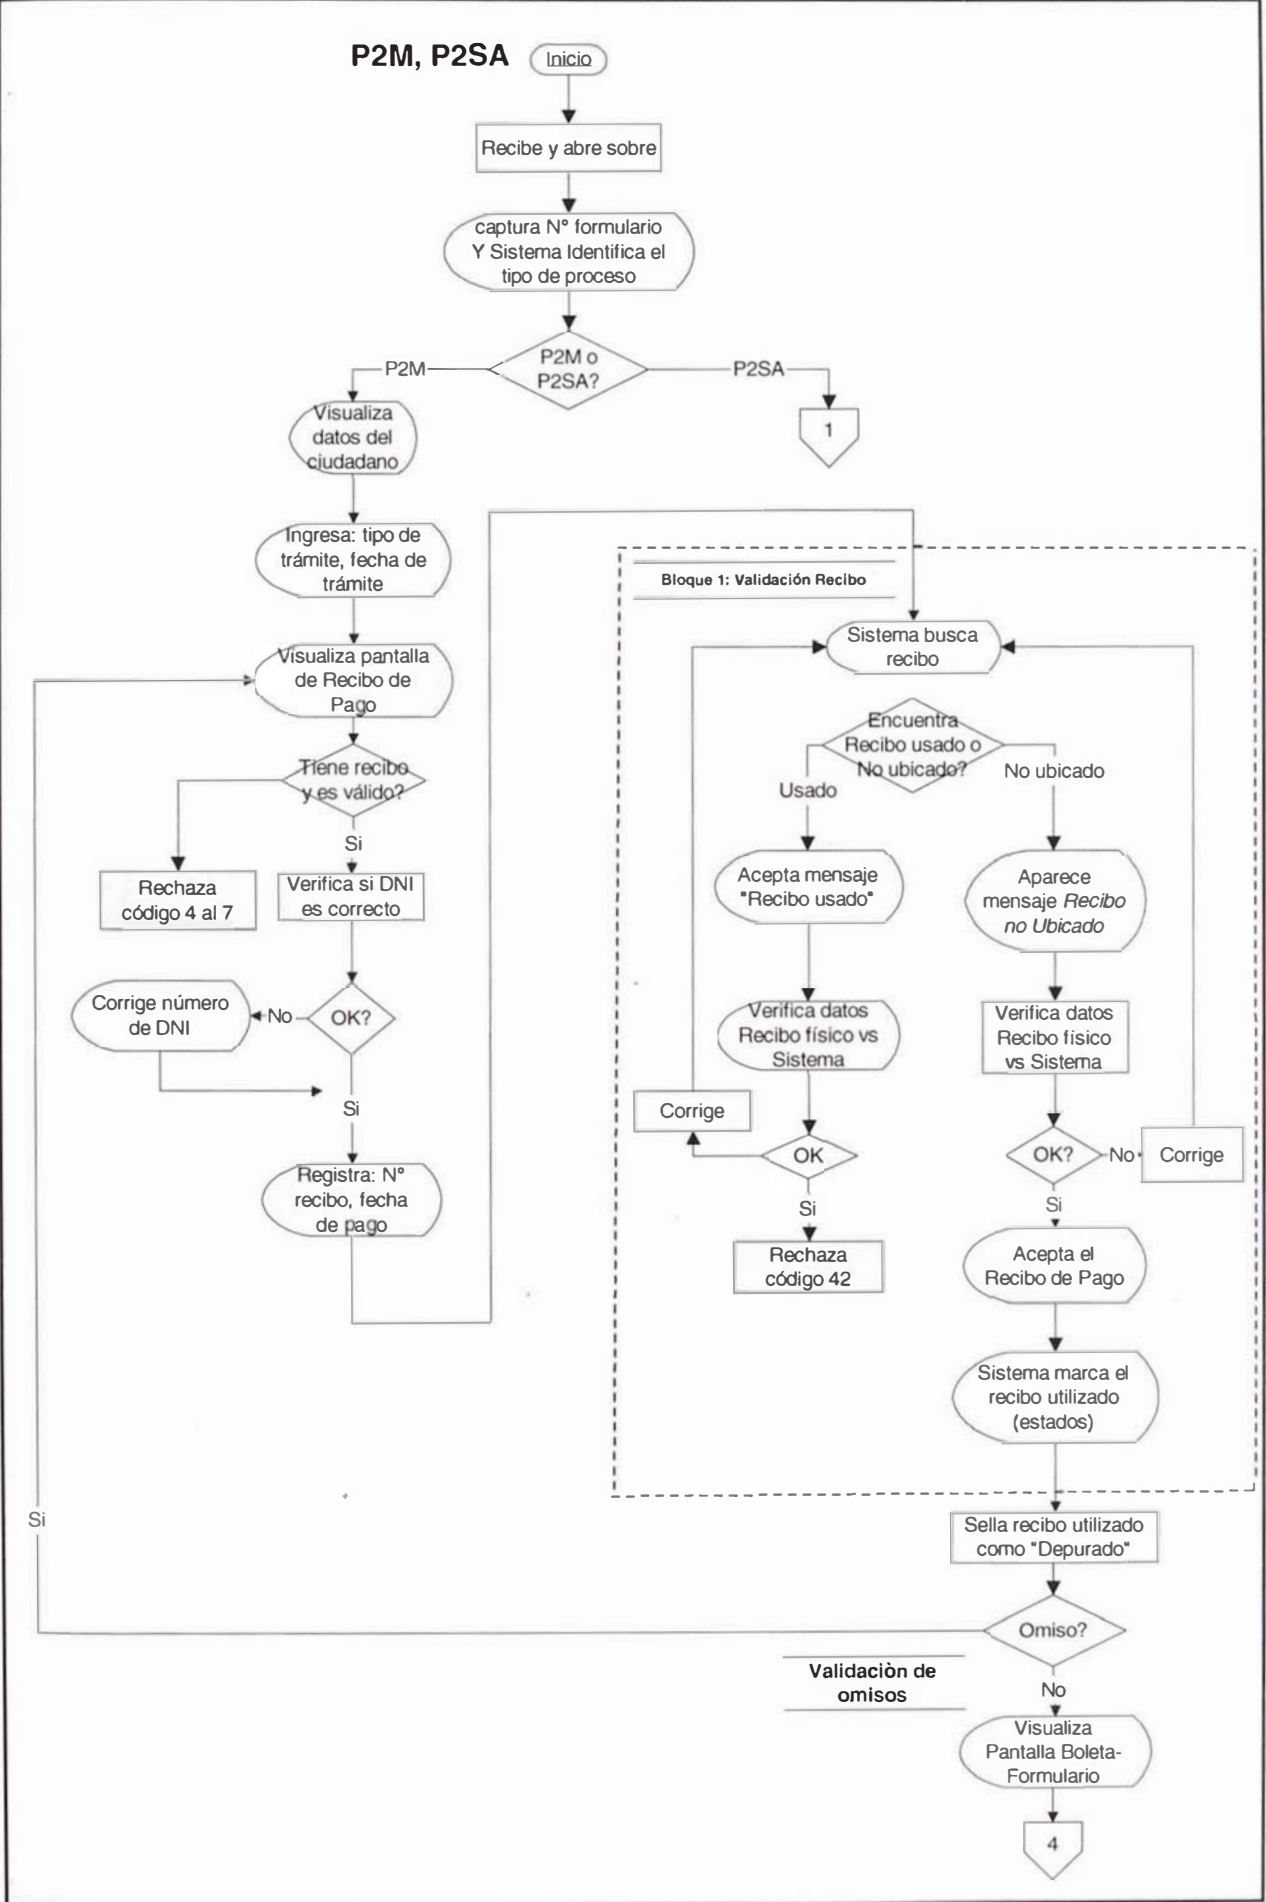 P2M, P2SA
Inicio
Recibe y abre sobre
captura N° formulario
Y Sistema Identifica el
tipo de proceso
P2M o
P2SA?
P2M
P2SA
1
Visualiza
datos del
ciudadano
Ingresa: tipo de
trámite, fecha de
trámite
Visualiza pantalla
de Recibo de
Pago
Tiene recibo
y es válido?
Si
Rechaza
código 4 al 7
Verifica si DNI
es correcto
Corrige número
de DNI
No
OK?
Si
Registra: N°
recibo, fecha
de pago
Bloque 1: Validación Recibo
Sistema busca
recibo
Encuentra
Recibo usado o
No ubicado?
Usado
No ubicado
Acepta mensaje
"Recibo usado"
Aparece
mensaje Recibo
no Ubicado
Verifica datos
Recibo físico vs
Sistema
Verifica datos
Recibo físico
vs Sistema
Corrige
OK
OK?
No
Corrige
Si
Si
Rechaza
código 42
Acepta el
Recibo de Pago
Sistema marca el
recibo utilizado
(estados)
Si
Sella recibo utilizado
como "Depurado"
Omiso?
Validaciòn de
omisos
No
Visualiza
Pantalla Boleta-
Formulario
4